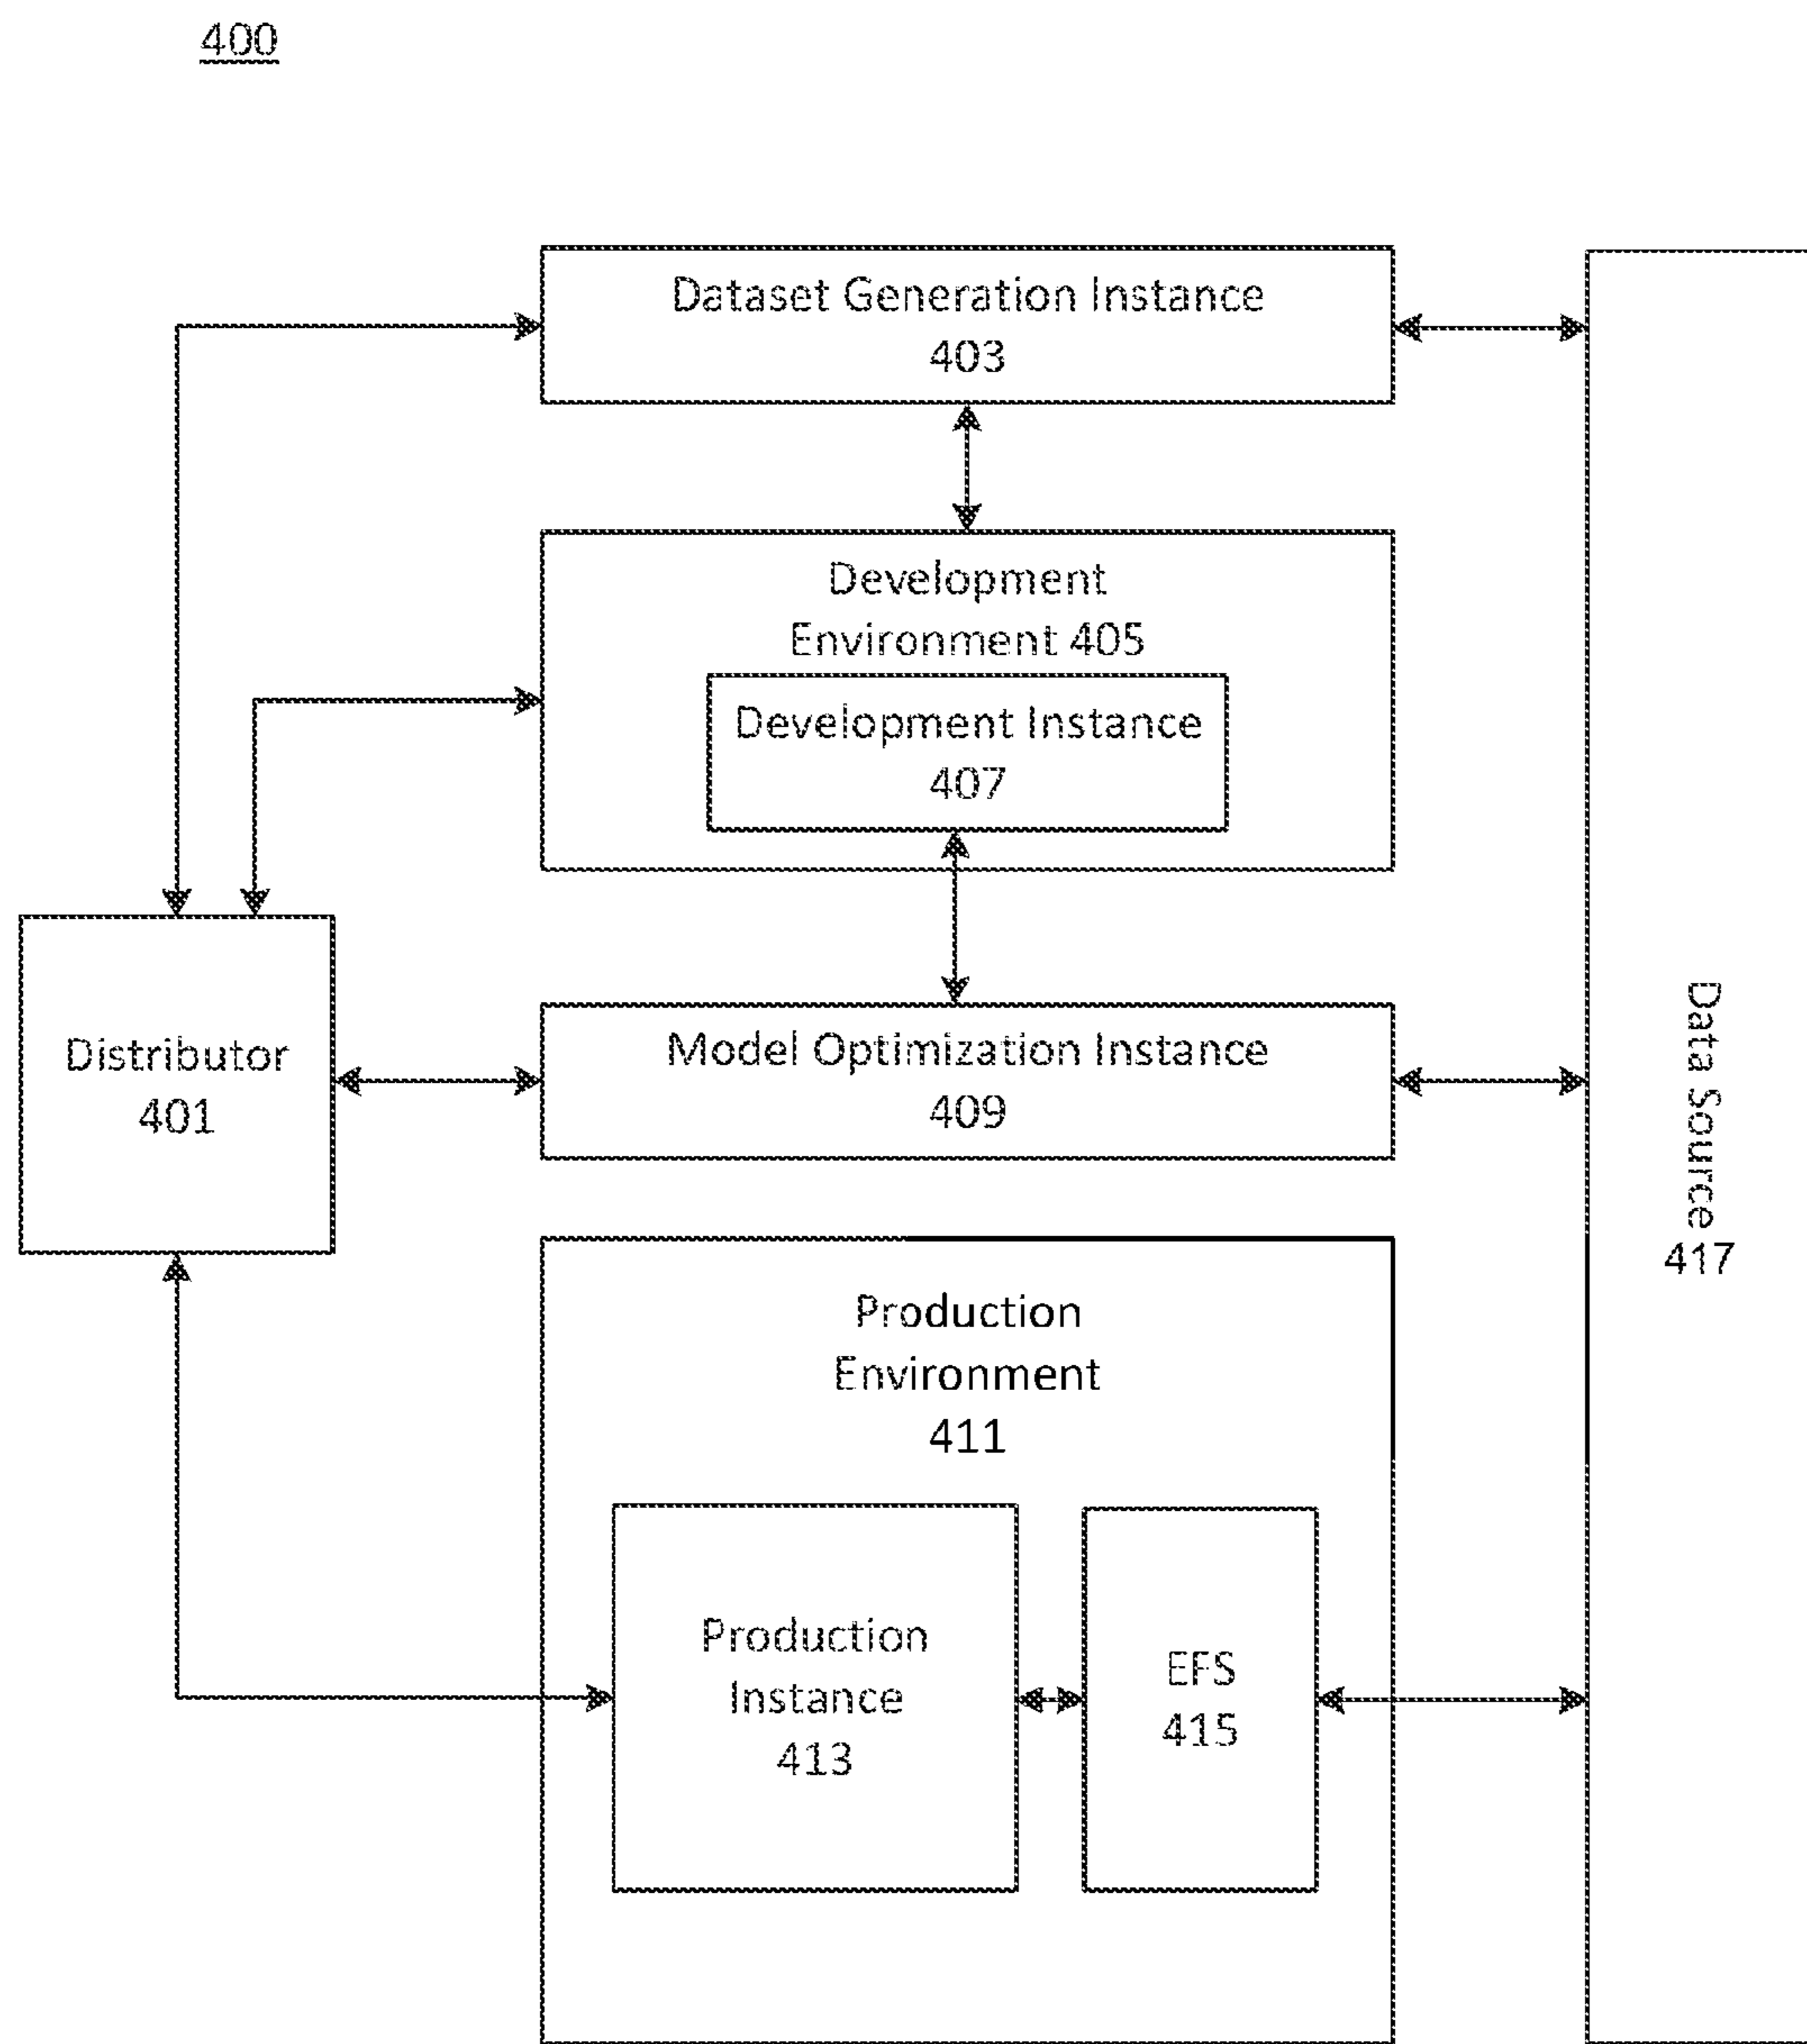 400
Dataset Generation Instance
403
Development
Environment 405
Development Instance
407
Distributor
401
Model Optimization Instance
409
Data Source
417
Production
Environment
411
Production
Instance
413
EFS
415